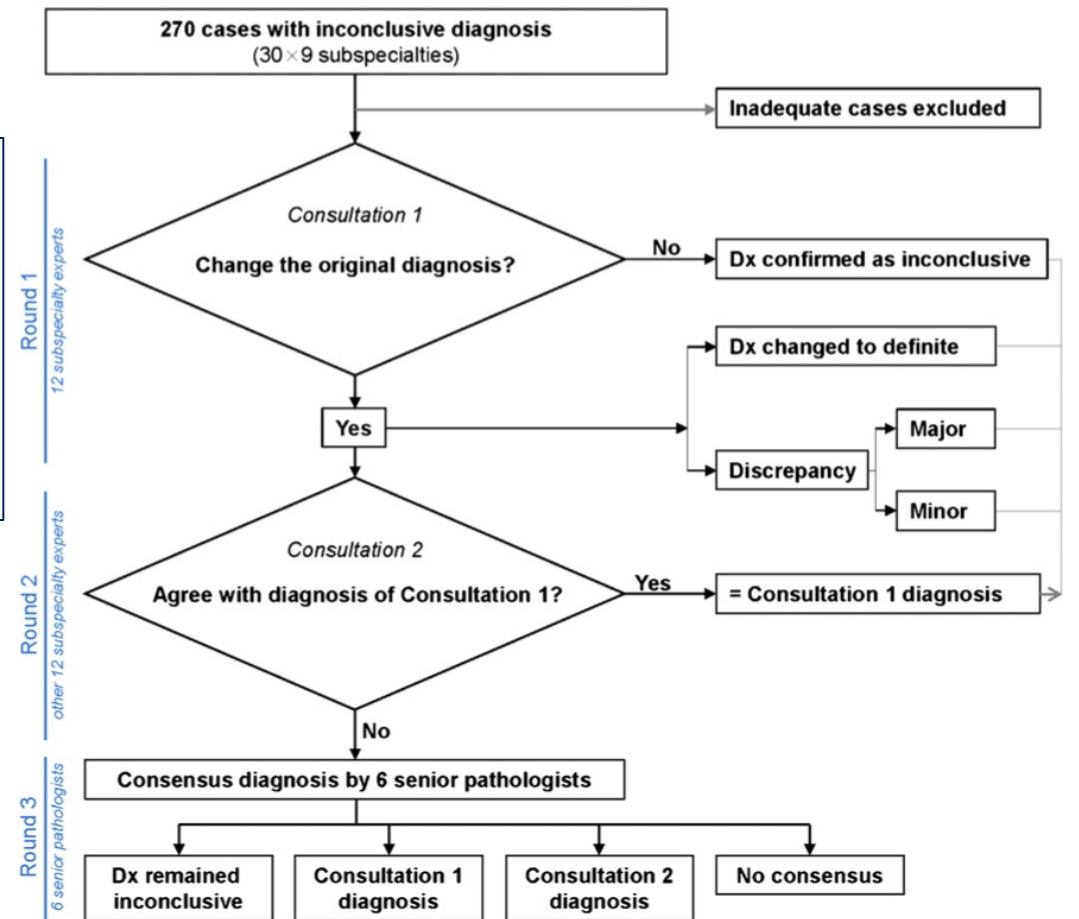 270 cases with inconclusive diagnosis
(30×9 subspecialties)
Inadequate cases excluded
Round 1
12 subspecialty experts
Consultation 1
Change the original diagnosis?
No
Dx confirmed as inconclusive
Dx changed to definite
Yes
Discrepancy
Major
Minor
Round 2
other 12 subspecialty experts
Consultation 2
Agree with diagnosis of Consultation 1?
Yes
= Consultation 1 diagnosis
No
Round 3
6 senior pathologists
Consensus diagnosis by 6 senior pathologists
Dx remained
inconclusive
Consultation 1
diagnosis
Consultation 2
diagnosis
No consensus